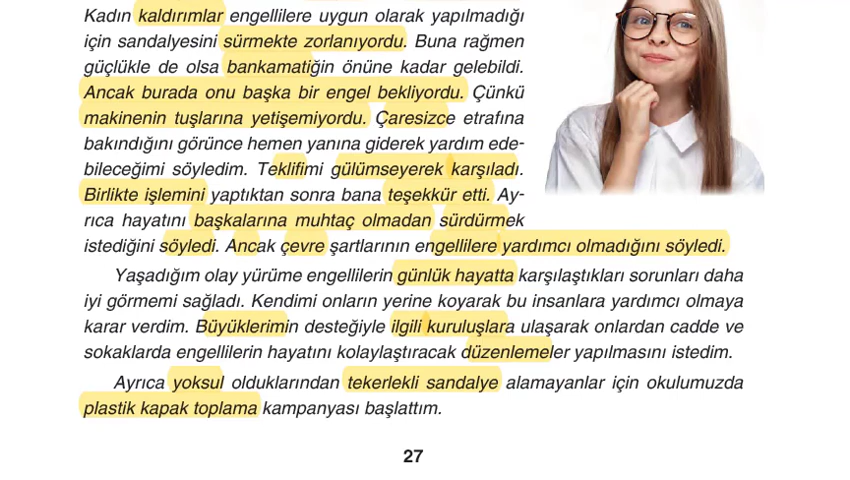 Kadın kaldırımlar engellilere uygun olarak yapılmadığı
için sandalyesini sürmekte zorlanıyordu. Buna rağmen
güçlükle de olsa bankamatiğin önüne kadar gelebildi.
Ancak burada onu başka bir engel bekliyordu. Çünkü
makinenin tuşlarına yetişemiyordu. Çaresizce etrafına
bakındığını görünce hemen yanına giderek yardım ede-
bileceğimi söyledim. Teklifimi gülümseyerek karşıladı.
Birlikte işlemini yaptıktan sonra bana teşekkür etti. Ay-
rıca hayatını başkalarına muhtaç olmadan sürdürmek
istediğini söyledi. Ancak çevre şartlarının engellilere yardımcı olmadığını söyledi.
Yaşadığım olay yürüme engellilerin günlük hayatta karşılaştıkları sorunları daha
iyi görmemi sağladı. Kendimi onların yerine koyarak bu insanlara yardımcı olmaya
karar verdim. Büyüklerimin desteğiyle ilgili kuruluşlara ulaşarak onlardan cadde ve
sokaklarda engellilerin hayatını kolaylaştıracak düzenlemeler yapılmasını istedim.
Ayrıca yoksul olduklarından tekerlekli sandalye alamayanlar için okulumuzda
plastik kapak toplama kampanyası başlattım.
27